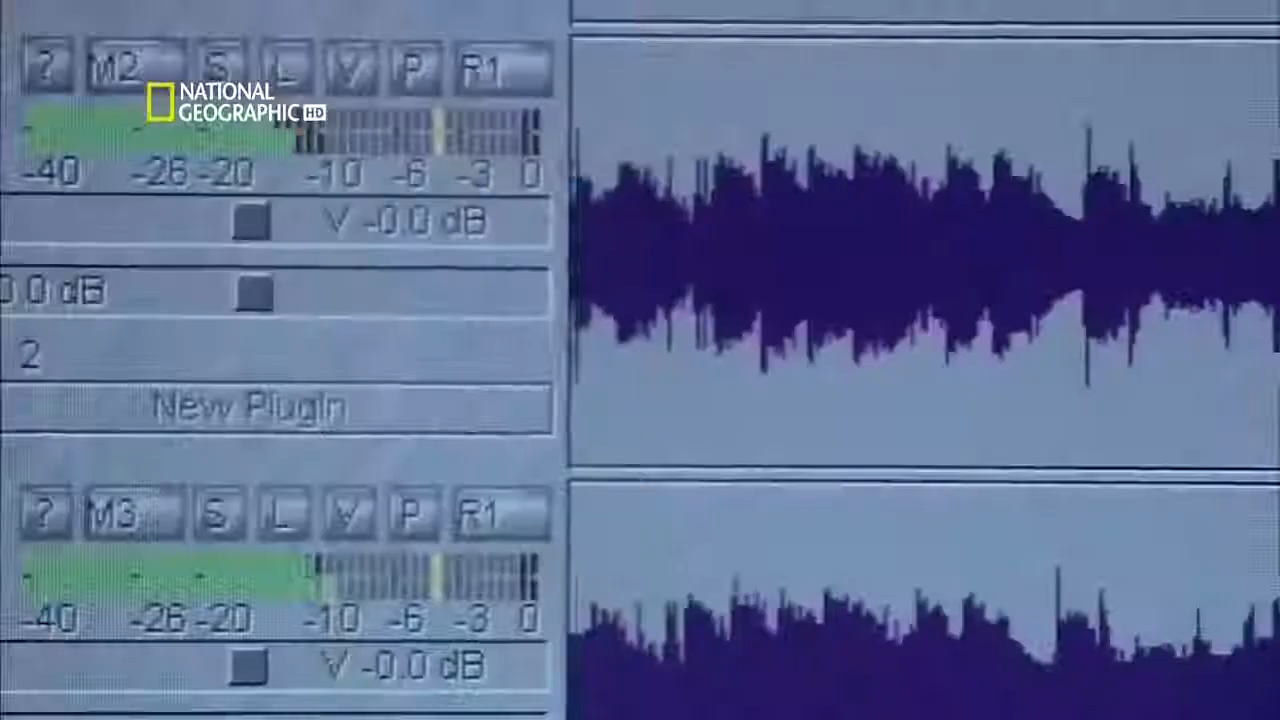 ? M2 S L V P R1
NATIONAL
GEOGRAPHIC HD
-40 -26 -20 -10 -6 -3 0
V -0.0 dB
0.0 dB
2
New Plugin
? M3 S L V P R1
-40 -26 -20 -10 -6 -3 0
V -0.0 dB